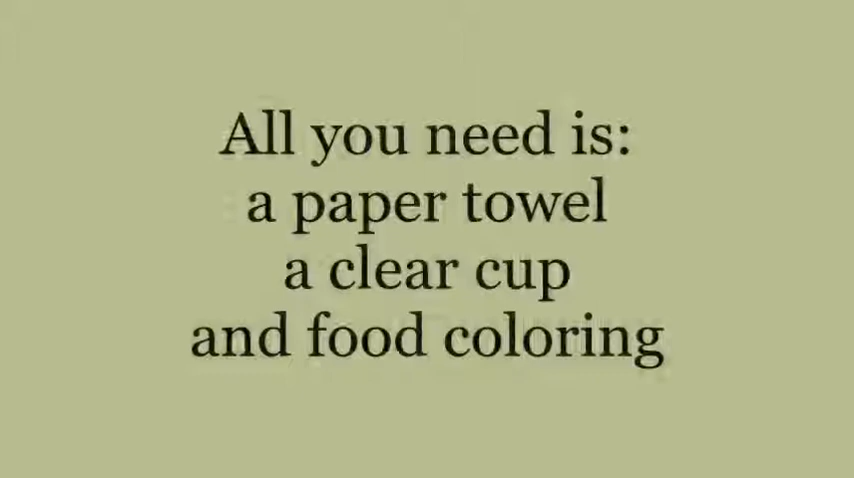 All you need is:
a paper towel
a clear cup
and food coloring